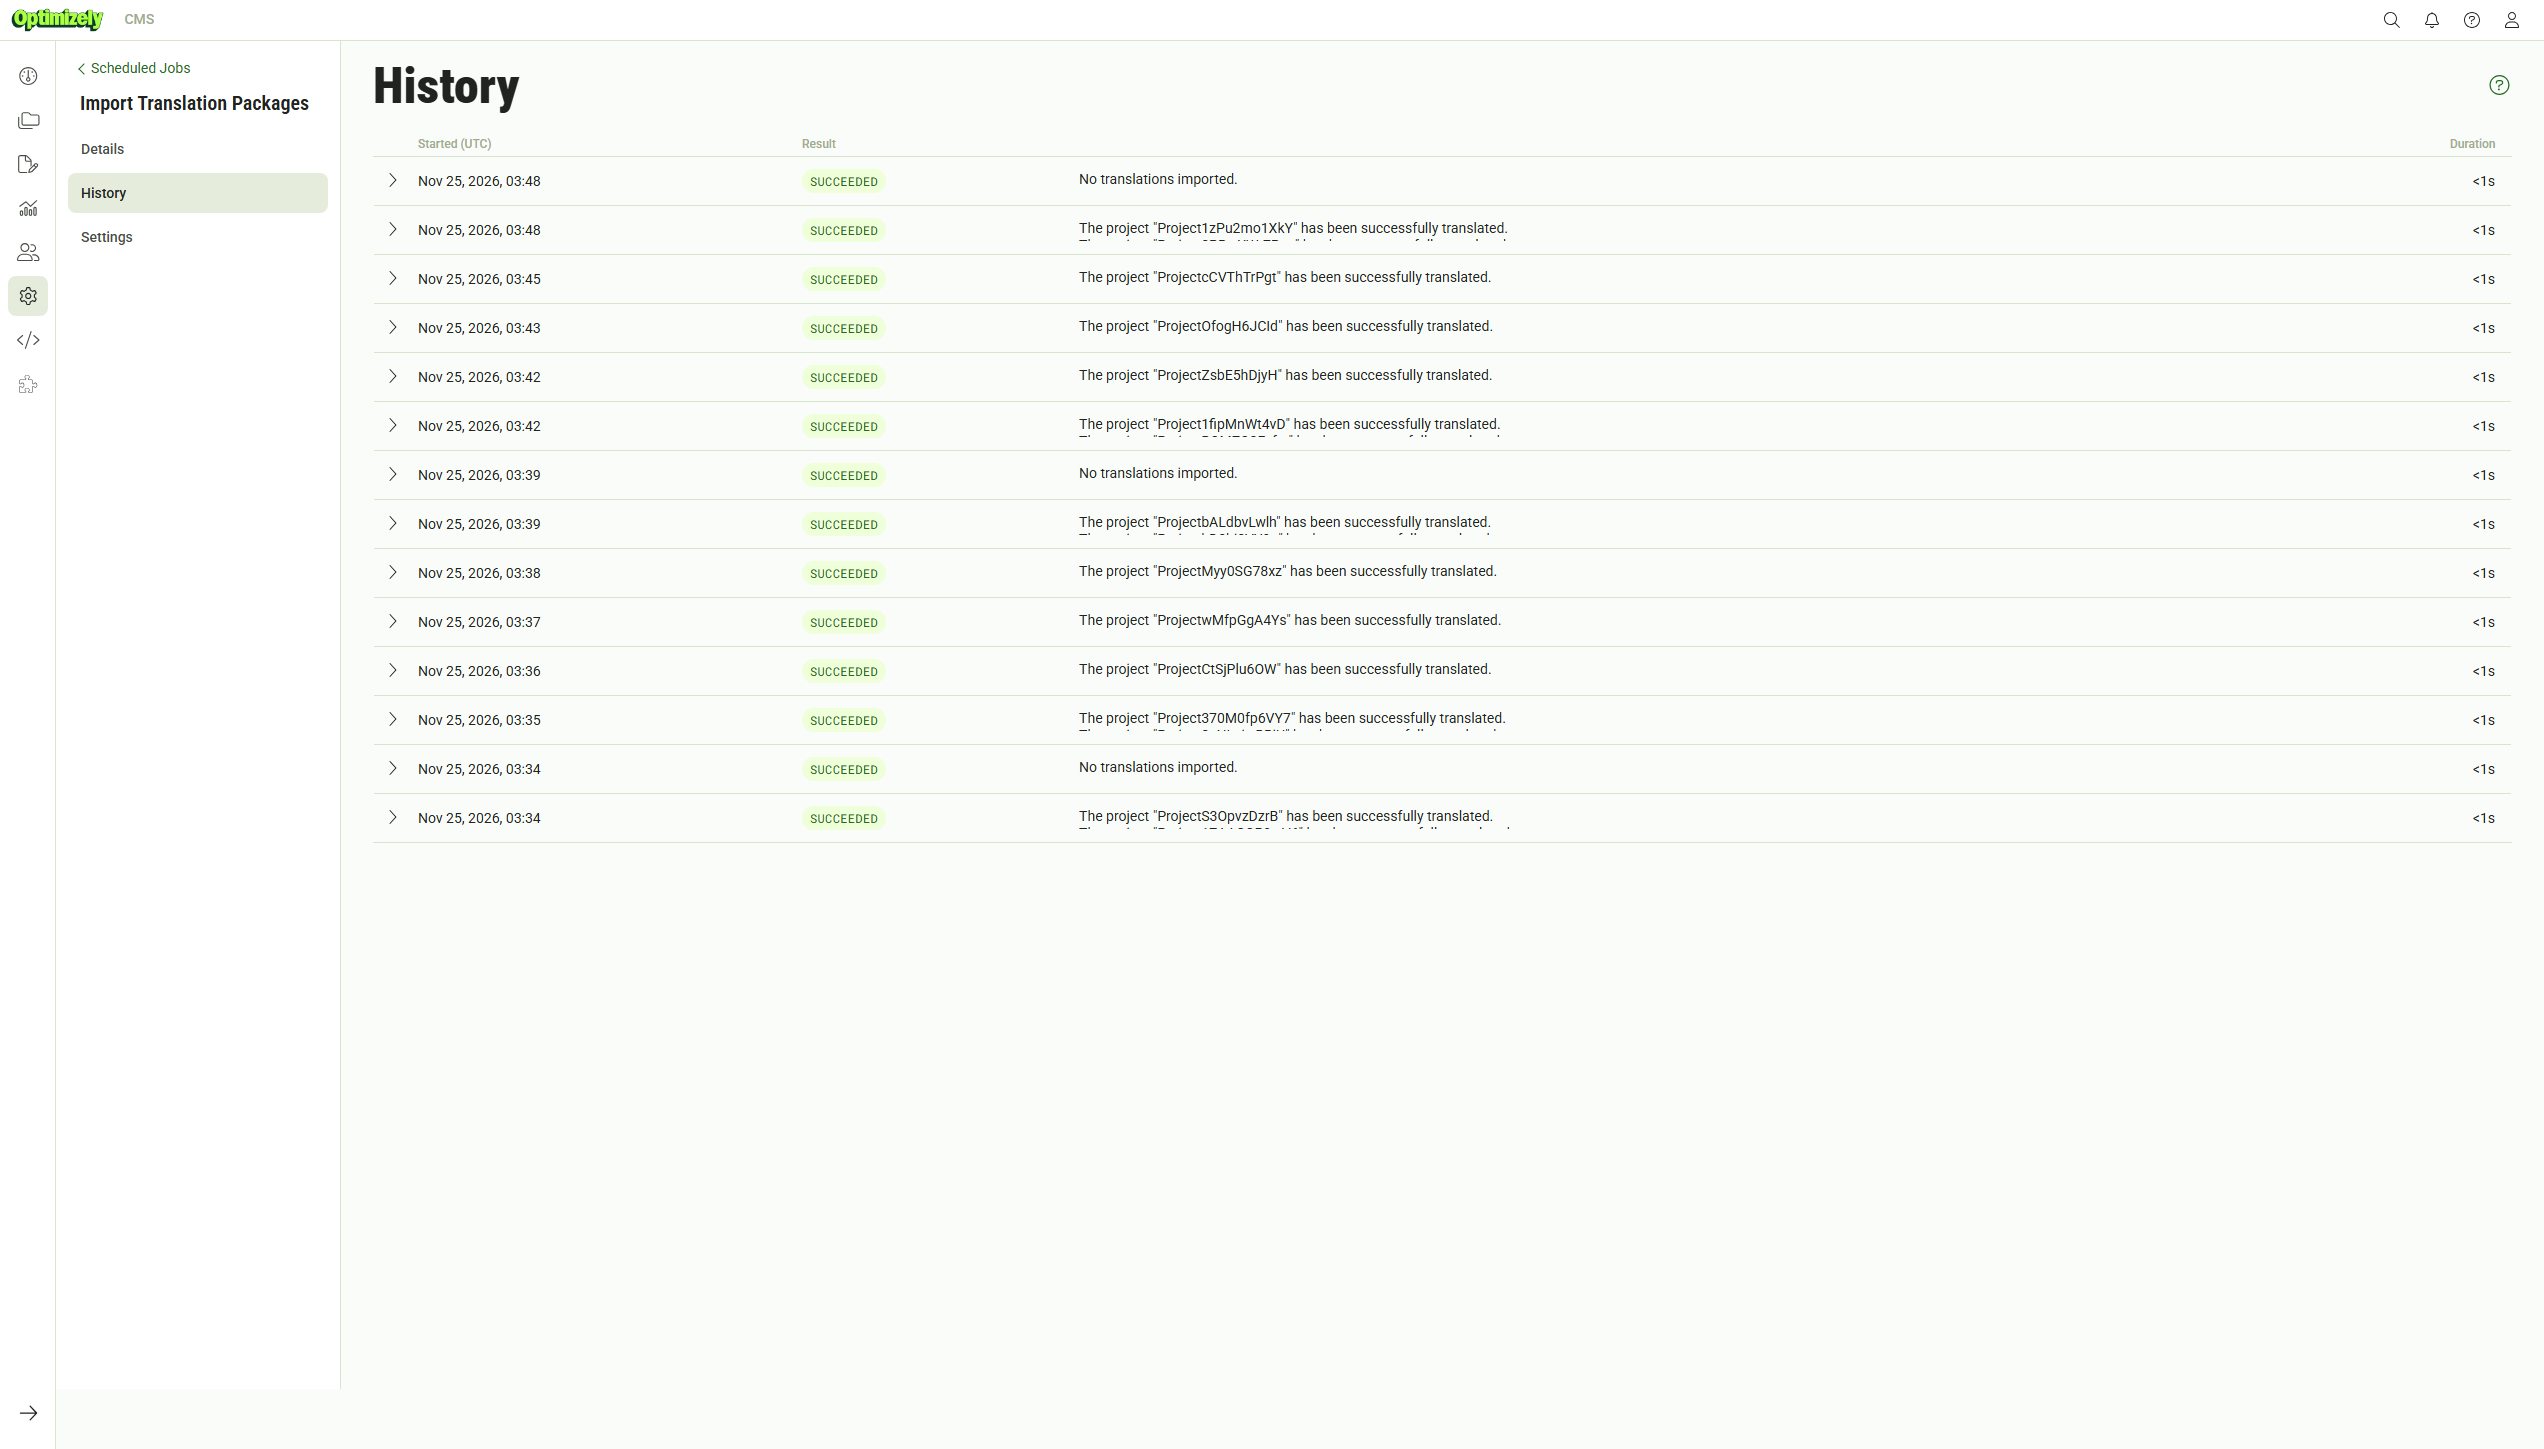 Optimizely CMS
Scheduled Jobs
Import Translation Packages
Details
History
Settings
History
Started (UTC) Result Duration
Nov 25, 2026, 03:48 SUCCEEDED No translations imported. <1s
Nov 25, 2026, 03:48 SUCCEEDED The project "Project1zPu2mo1XkY" has been successfully translated. <1s
Nov 25, 2026, 03:45 SUCCEEDED The project "ProjectcCVThTrPgt" has been successfully translated. <1s
Nov 25, 2026, 03:43 SUCCEEDED The project "ProjectOfogH6JCId" has been successfully translated. <1s
Nov 25, 2026, 03:42 SUCCEEDED The project "ProjectZsbE5hDjyH" has been successfully translated. <1s
Nov 25, 2026, 03:42 SUCCEEDED The project "Project1fipMnWt4vD" has been successfully translated. <1s
Nov 25, 2026, 03:39 SUCCEEDED No translations imported. <1s
Nov 25, 2026, 03:39 SUCCEEDED The project "ProjectbALdbvLwlh" has been successfully translated. <1s
Nov 25, 2026, 03:38 SUCCEEDED The project "ProjectMyy0SG78xz" has been successfully translated. <1s
Nov 25, 2026, 03:37 SUCCEEDED The project "ProjectwMfpGgA4Ys" has been successfully translated. <1s
Nov 25, 2026, 03:36 SUCCEEDED The project "ProjectCtSjPlu6OW" has been successfully translated. <1s
Nov 25, 2026, 03:35 SUCCEEDED The project "Project370M0fp6VY7" has been successfully translated. <1s
Nov 25, 2026, 03:34 SUCCEEDED No translations imported. <1s
Nov 25, 2026, 03:34 SUCCEEDED The project "ProjectS3OpvzDzrB" has been successfully translated. <1s